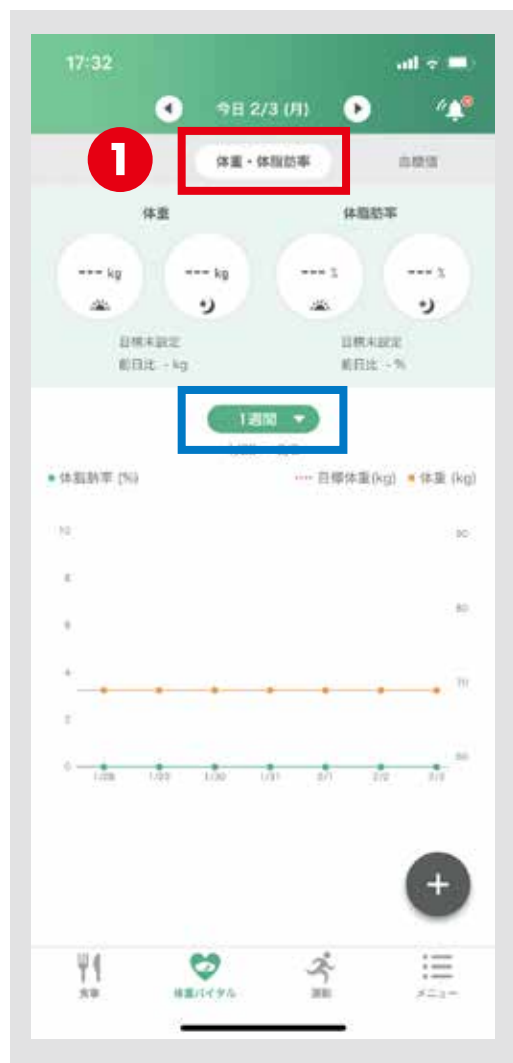 17:32
今日 2/3 (月)
1
体重・体脂肪率
目標値
体重 体脂肪率
--- kg --- kg --- % --- %
目標未設定 目標未設定
前日比 - kg 前日比 - %
1週間
体脂肪率 (%) 目標体重(kg) 体重 (kg)
10 90
8
80
6
4
70
2
0 60
1/28 1/29 1/30 1/31 2/1 2/2 2/3
+
食事 体重バイタル 運動 メニュー